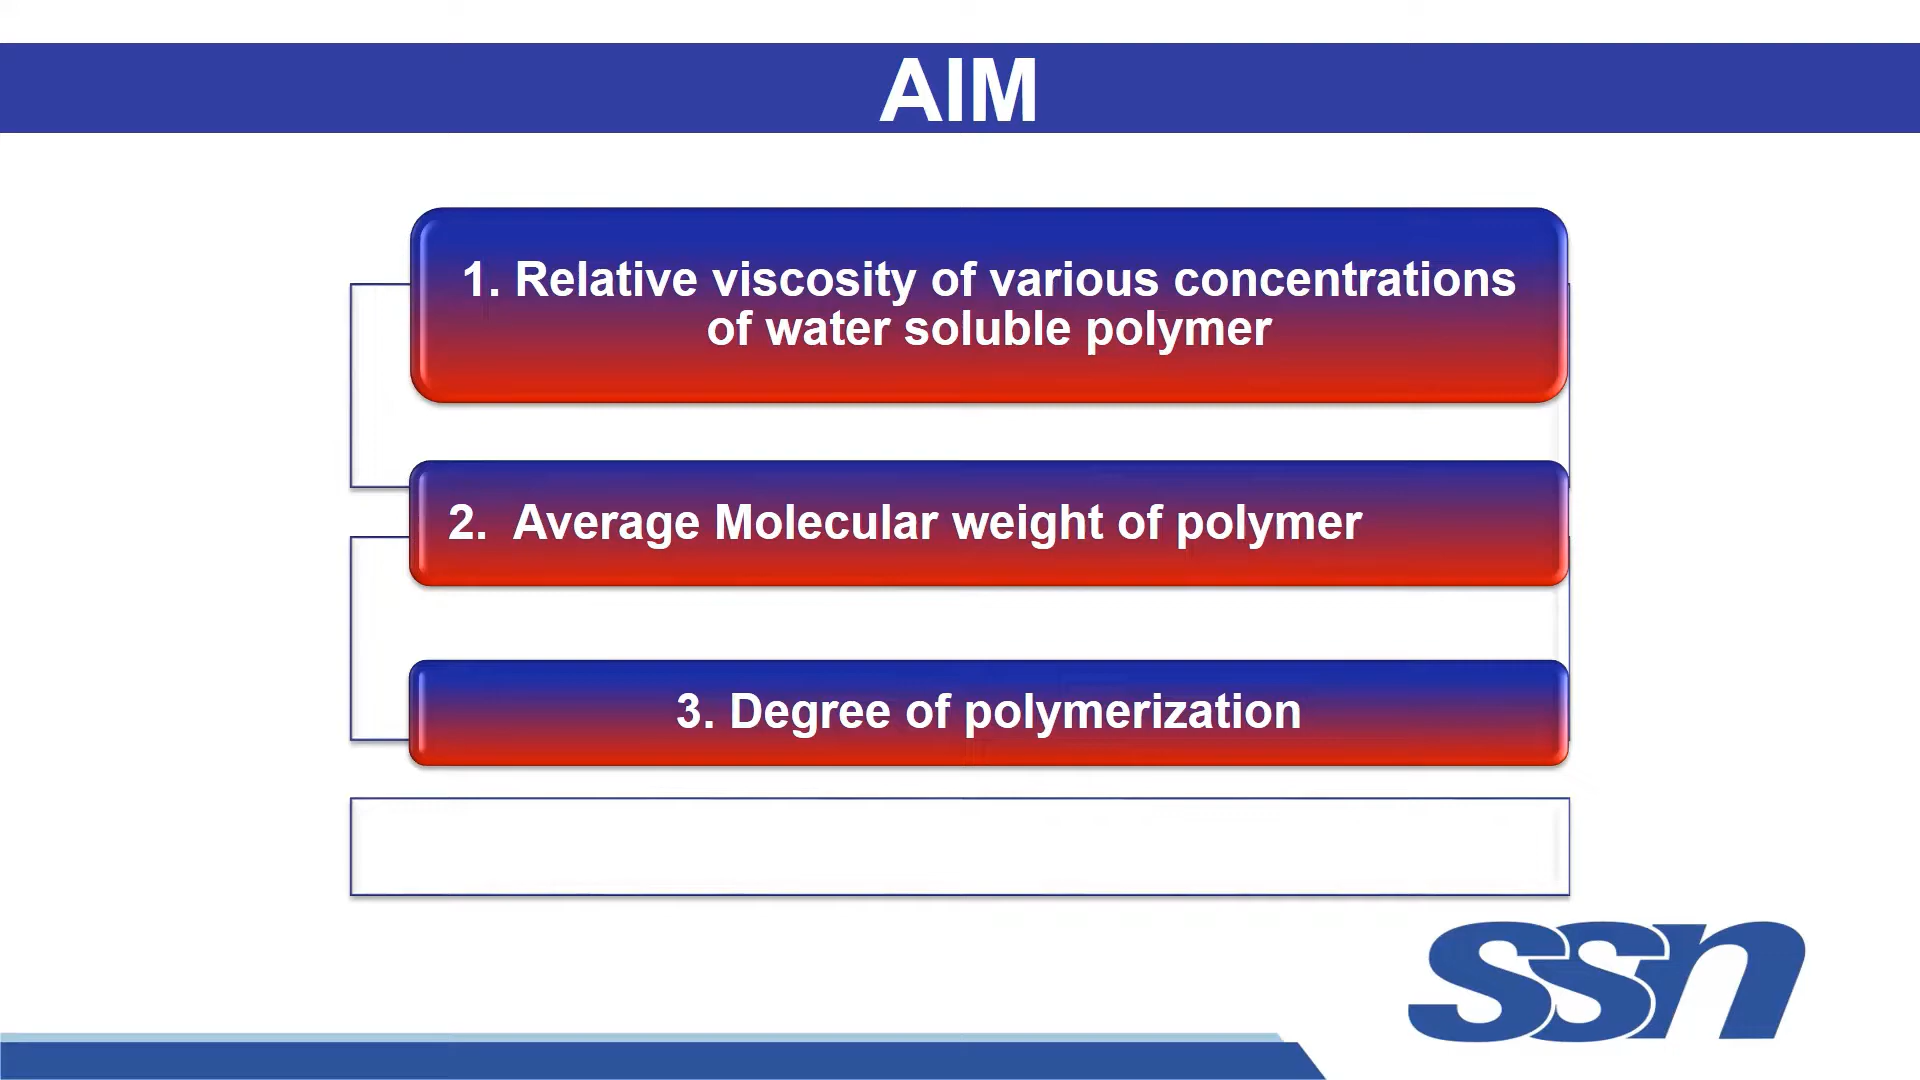 AIM
1. Relative viscosity of various concentrations
of water soluble polymer
2. Average Molecular weight of polymer
3. Degree of polymerization
ssn